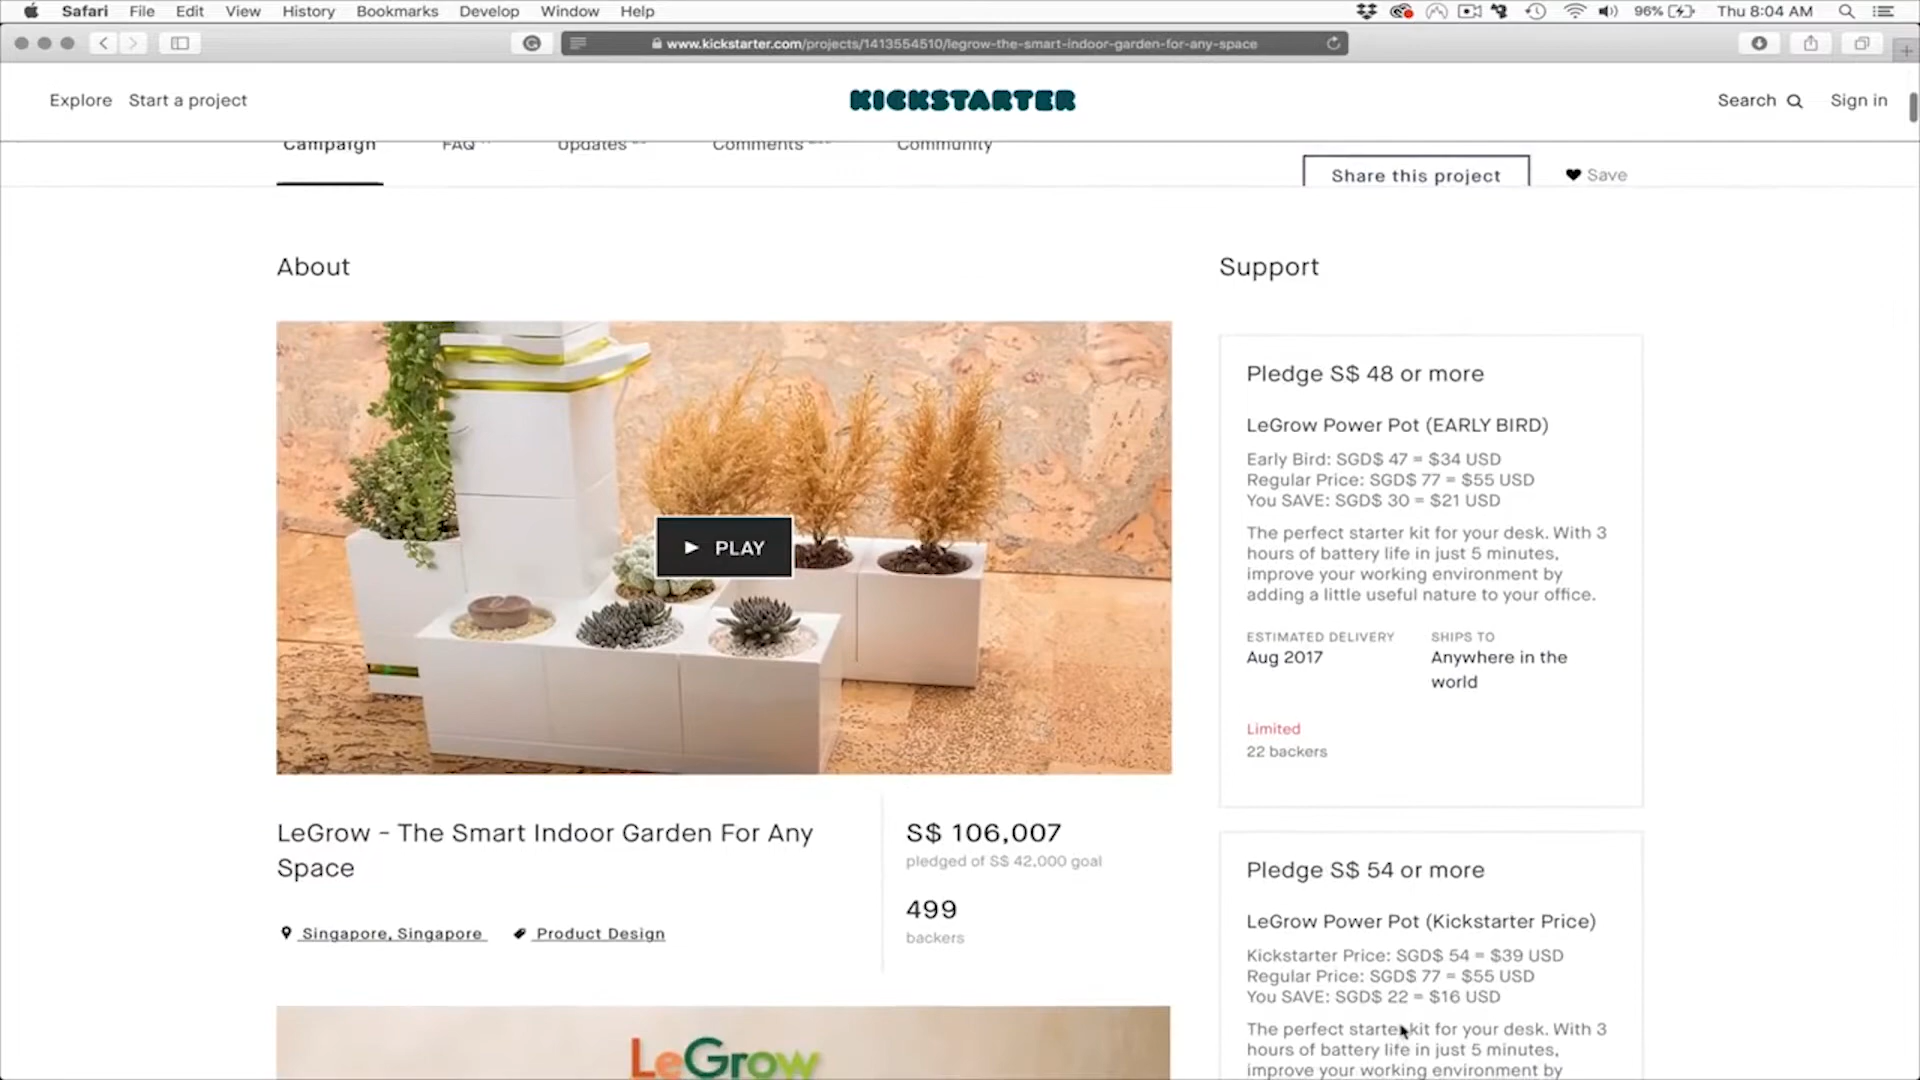 Safari File Edit View History Bookmarks Develop Window Help 96% Thu 8:04 AM
www.kickstarter.com/projects/1413554510/legrow-the-smart-indoor-garden-for-any-space
Explore Start a project KICKSTARTER Search Sign in
Campaign FAQ Updates Comments Community
Share this project Save
About
Support
PLAY
LeGrow - The Smart Indoor Garden For Any
Space
Singapore, Singapore Product Design
S$ 106,007
pledged of S$ 42,000 goal
499
backers
LeGrow
Pledge S$ 48 or more
LeGrow Power Pot (EARLY BIRD)
Early Bird: SGD$ 47 = $34 USD
Regular Price: SGD$ 77 = $55 USD
You SAVE: SGD$ 30 = $21 USD
The perfect starter kit for your desk. With 3
hours of battery life in just 5 minutes,
improve your working environment by
adding a little useful nature to your office.
ESTIMATED DELIVERY SHIPS TO
Aug 2017 Anywhere in the
world
Limited
22 backers
Pledge S$ 54 or more
LeGrow Power Pot (Kickstarter Price)
Kickstarter Price: SGD$ 54 = $39 USD
Regular Price: SGD$ 77 = $55 USD
You SAVE: SGD$ 22 = $16 USD
The perfect starter kit for your desk. With 3
hours of battery life in just 5 minutes,
improve your working environment by